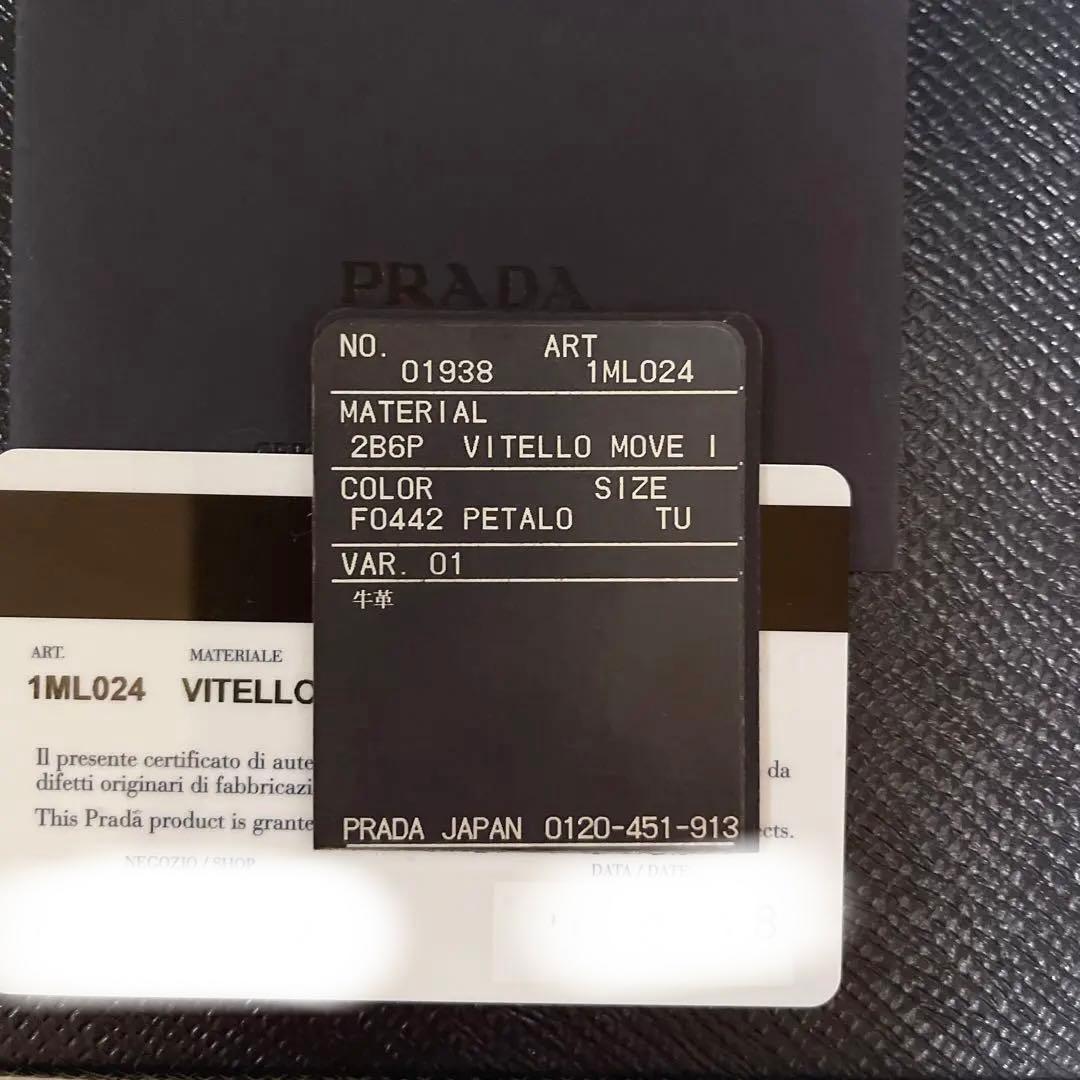 PRADA
NO. ART
01938 1ML024
MATERIAL
2B6P VITELLO MOVE I
COLOR SIZE
F0442 PETALO TU
VAR. 01
牛革
PRADA JAPAN 0120-451-913
ART. MATERIALE
1ML024 VITELLO
Il presente certificato di aute
da
difetti originari di fabbricazi
This Prada product is grante
ects.
NEGOZIO / SHOP
DATA / DATE
8